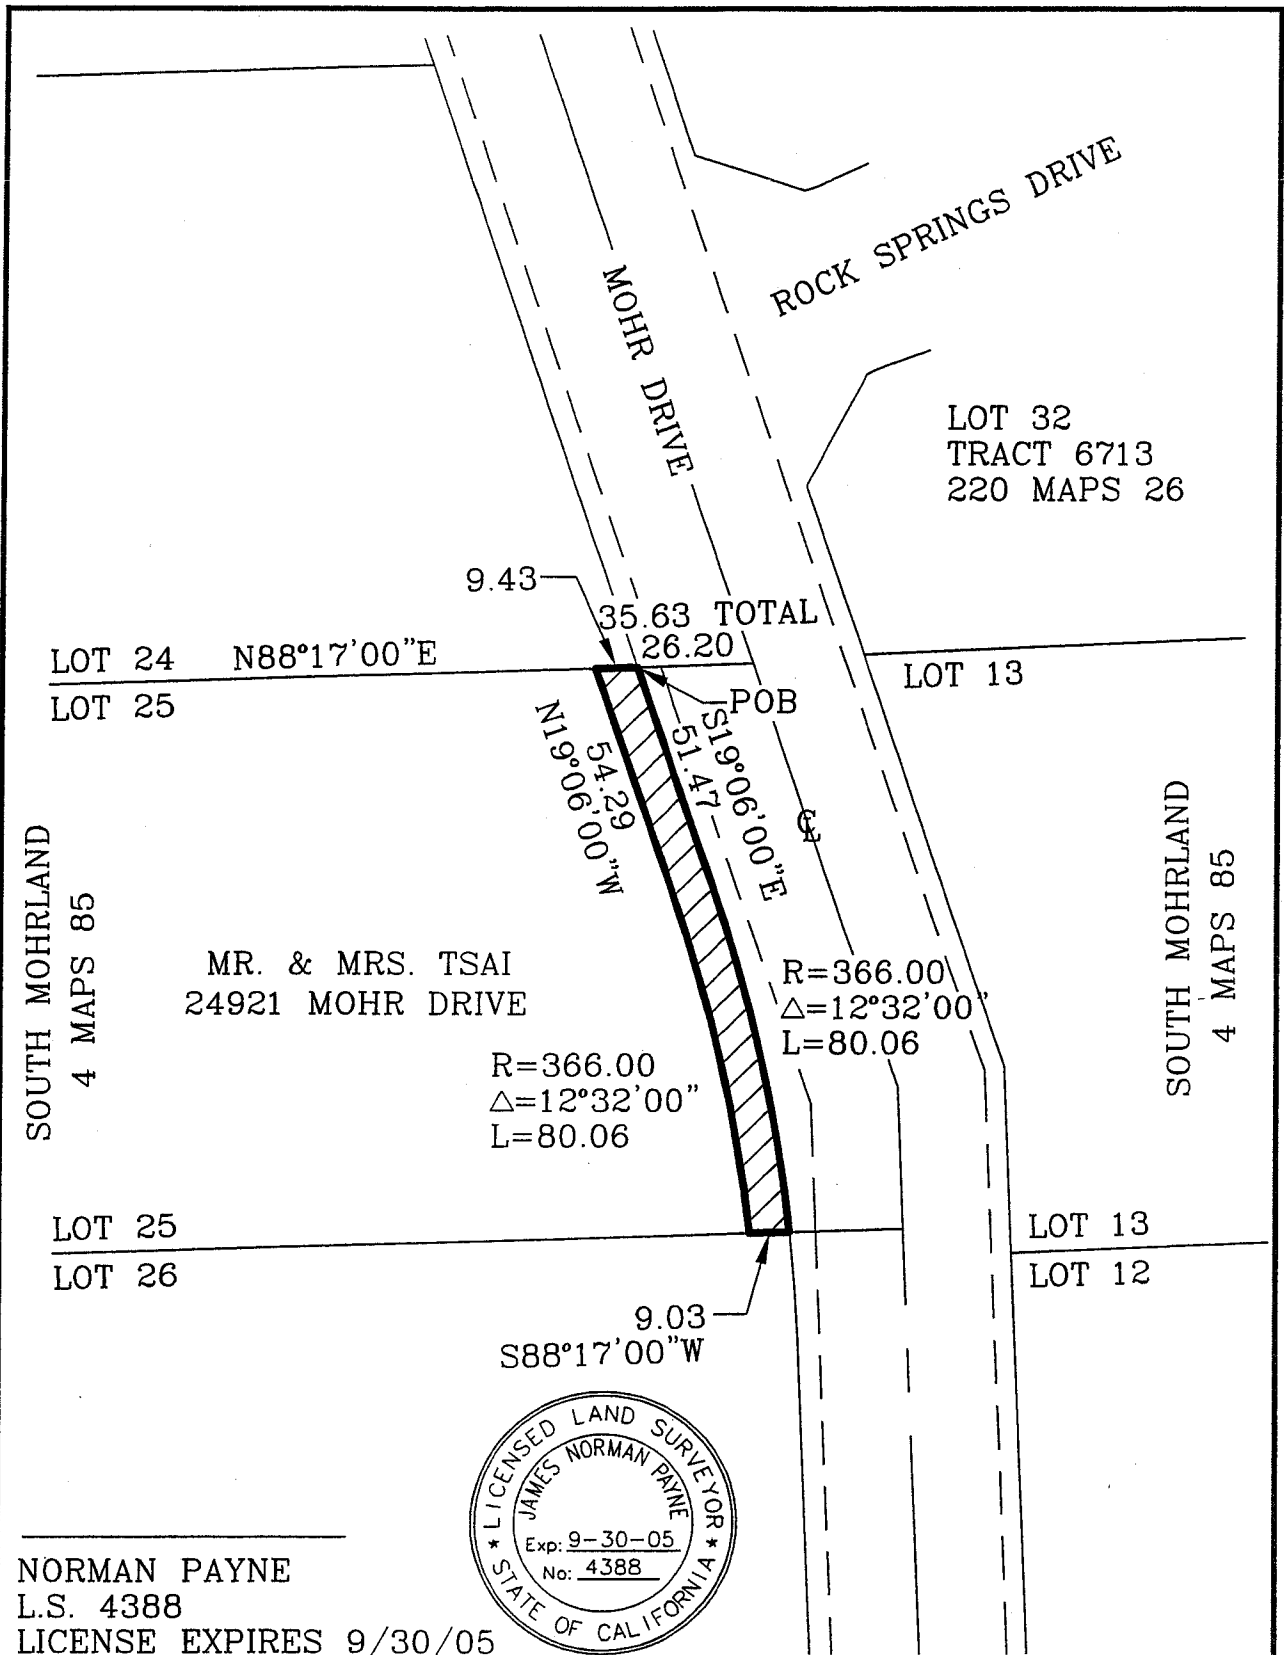 MOHR DRIVE
ROCK SPRINGS DRIVE
LOT 32
TRACT 6713
220 MAPS 26
9.43
35.63 TOTAL
26.20
LOT 24 N88°17'00"E
LOT 25
LOT 13
POB
N19°06'00"W
54.29
51.47
S19°06'00"E
℄
SOUTH MOHRLAND
4 MAPS 85
MR. & MRS. TSAI
24921 MOHR DRIVE
R=366.00
△=12°32'00"
L=80.06
R=366.00
△=12°32'00"
L=80.06
SOUTH MOHRLAND
4 MAPS 85
LOT 25
LOT 26
LOT 13
LOT 12
9.03
S88°17'00"W
LICENSED LAND SURVEYOR
JAMES NORMAN PAYNE
Exp: 9-30-05
No: 4388
★ STATE OF CALIFORNIA ★
NORMAN PAYNE
L.S. 4388
LICENSE EXPIRES 9/30/05